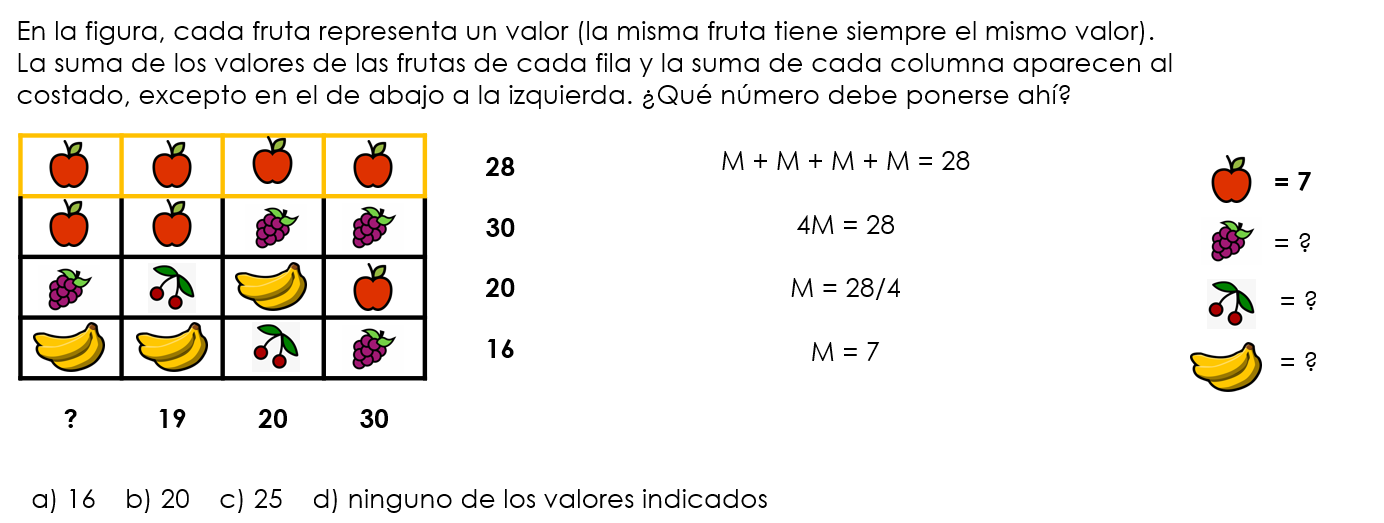 En la figura, cada fruta representa un valor (la misma fruta tiene siempre el mismo valor).
La suma de los valores de las frutas de cada fila y la suma de cada columna aparecen al
costado, excepto en el de abajo a la izquierda. ¿Qué número debe ponerse ahí?
28
M + M + M + M = 28
= 7
30
4M = 28
= ?
20
M = 28/4
= ?
16
M = 7
= ?
? 19 20 30
a) 16 b) 20 c) 25 d) ninguno de los valores indicados